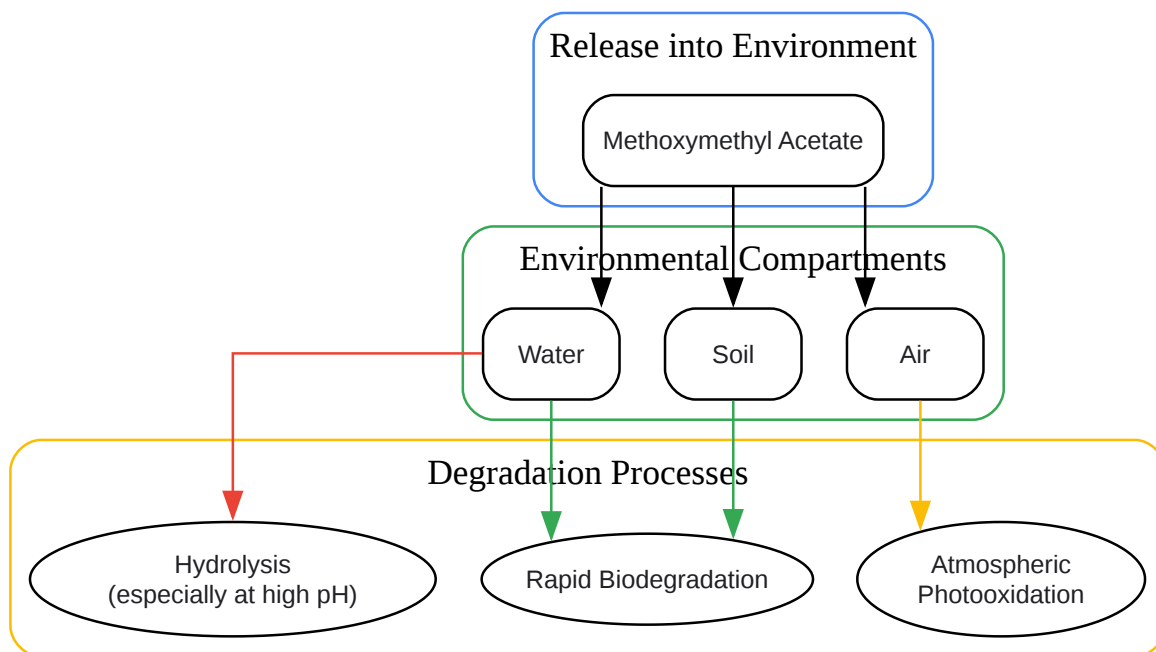 Release into Environment
Methoxymethyl Acetate
Environmental Compartments
Water
Soil
Air
Degradation Processes
Hydrolysis
(especially at high pH)
Rapid Biodegradation
Atmospheric
Photooxidation